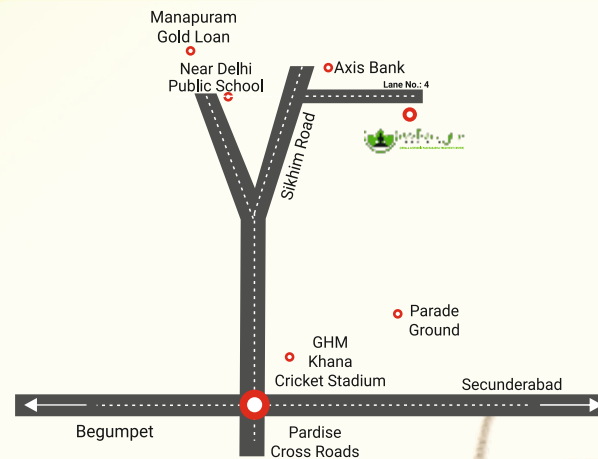 Manapuram
Gold Loan
Near Delhi
Public School
Axis Bank
Lane No.: 4
Sikhim Road
Parade
Ground
GHM
Khana
Cricket Stadium
Secunderabad
Begumpet
Pardise
Cross Roads